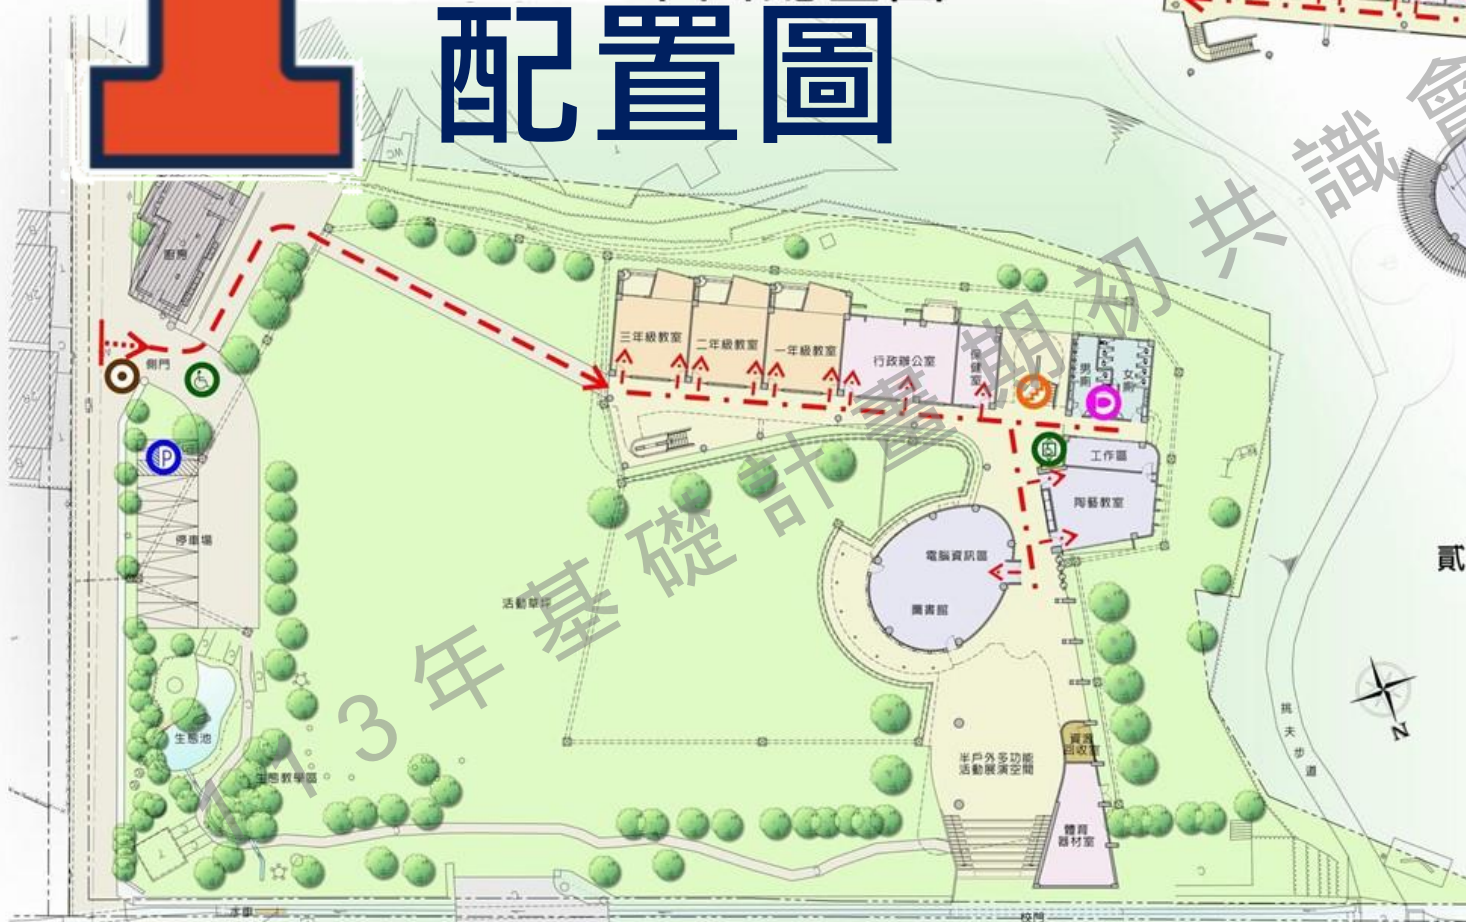 配置圖
WC
廚房
側門
P
停車場
生態池
生態教學區
水車
活動草坪
三年級教室
二年級教室
一年級教室
行政辦公室
保健室
男廁
女廁
工作區
陶藝教室
電腦資訊區
圖書館
半戶外多功能
活動展演空間
資源
回收室
體育
器材室
校門
挑夫步道
N
貳
113年基礎計畫期初共識會